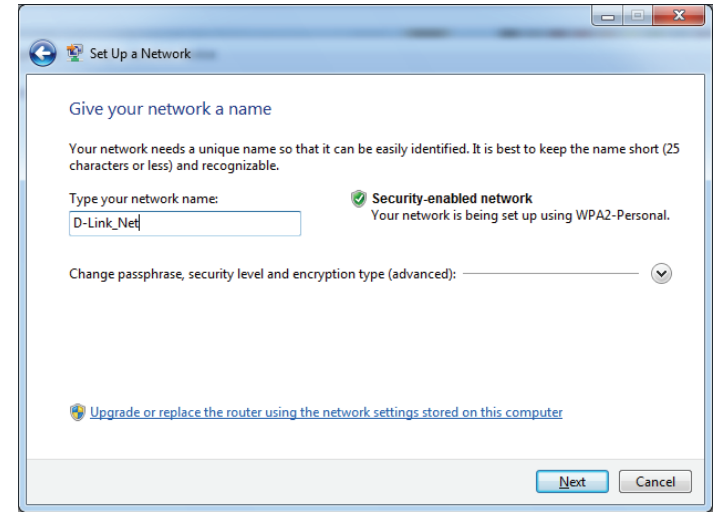 Set Up a Network
Give your network a name
Your network needs a unique name so that it can be easily identified. It is best to keep the name short (25
characters or less) and recognizable.
Type your network name:
D-Link_Net
Security-enabled network
Your network is being set up using WPA2-Personal.
Change passphrase, security level and encryption type (advanced):
Upgrade or replace the router using the network settings stored on this computer
Next
Cancel